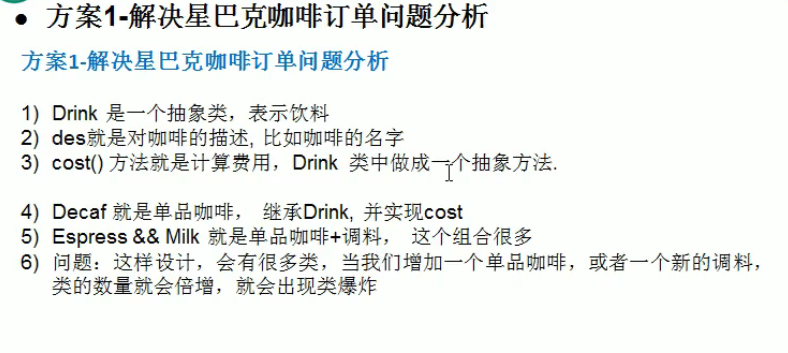 ● 方案1-解决星巴克咖啡订单问题分析
方案1-解决星巴克咖啡订单问题分析
1) Drink 是一个抽象类，表示饮料
2) des就是对咖啡的描述, 比如咖啡的名字
3) cost() 方法就是计算费用，Drink 类中做成一个抽象方法.
4) Decaf 就是单品咖啡， 继承Drink, 并实现cost
5) Espress && Milk 就是单品咖啡+调料， 这个组合很多
6) 问题：这样设计，会有很多类，当我们增加一个单品咖啡，或者一个新的调料，
类的数量就会倍增，就会出现类爆炸